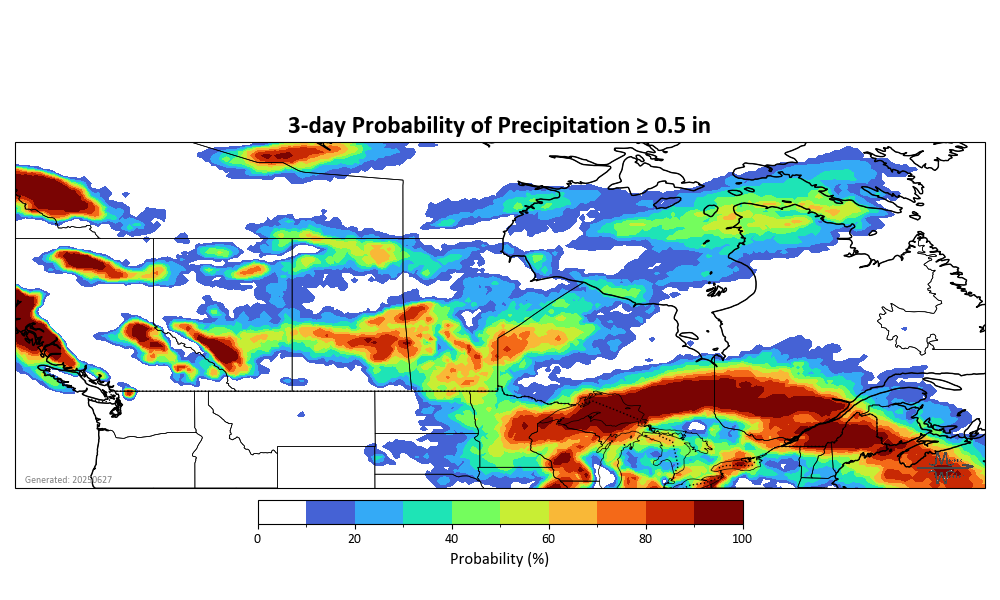 3-day Probability of Precipitation ≥ 0.5 in
Generated: 20250627
0 20 40 60 80 100
Probability (%)